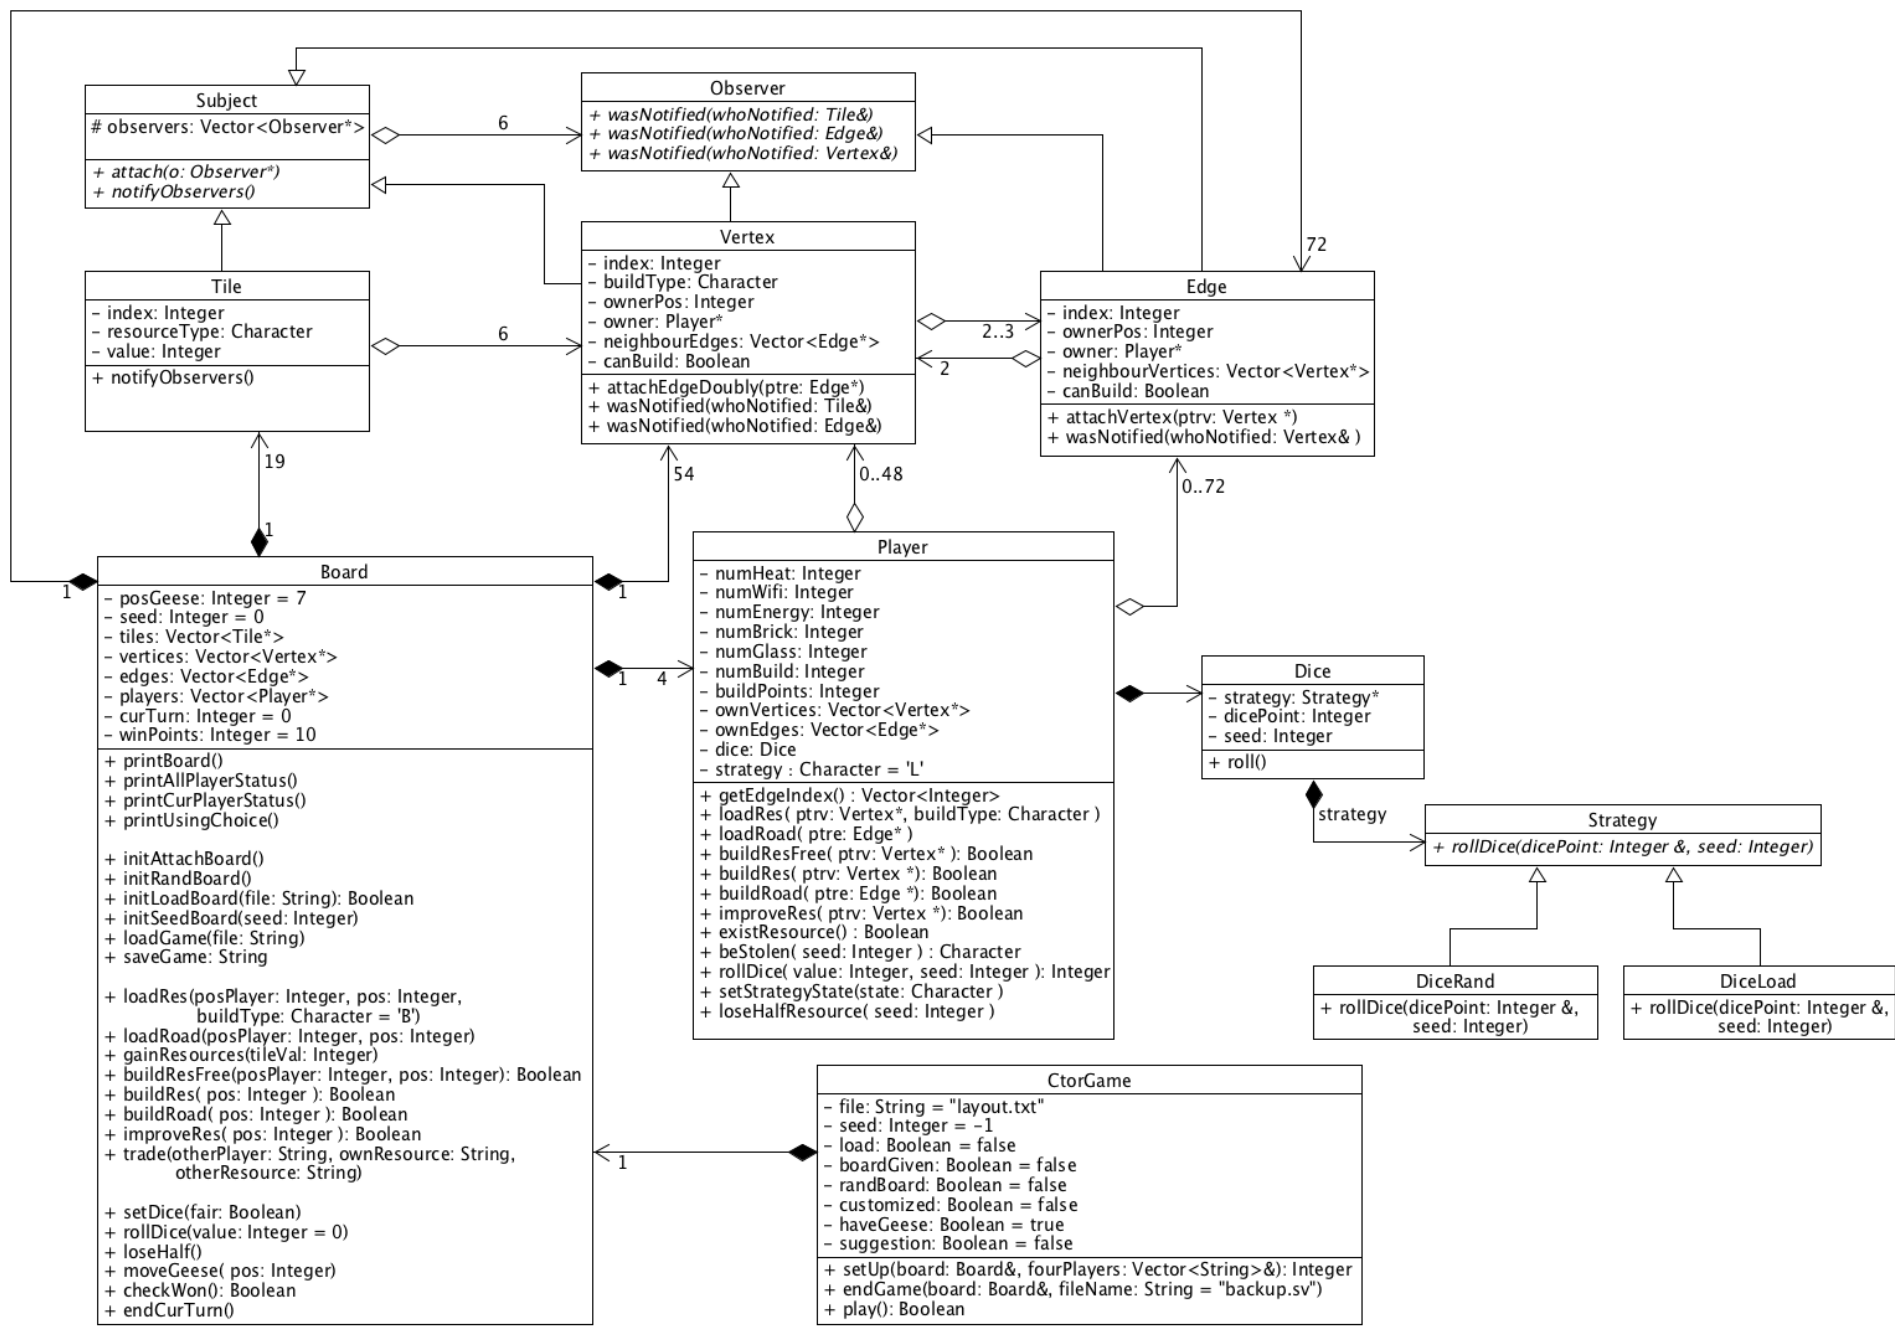 Subject
# observers: Vector<Observer*>
+ attach(o: Observer*)
+ notifyObservers()
6
Observer
+ wasNotified(whoNotified: Tile&)
+ wasNotified(whoNotified: Edge&)
+ wasNotified(whoNotified: Vertex&)
Tile
- index: Integer
- resourceType: Character
- value: Integer
+ notifyObservers()
6
19
1
Vertex
- index: Integer
- buildType: Character
- ownerPos: Integer
- owner: Player*
- neighbourEdges: Vector<Edge*>
- canBuild: Boolean
+ attachEdgeDoubly(ptre: Edge*)
+ wasNotified(whoNotified: Tile&)
+ wasNotified(whoNotified: Edge&)
2..3
2
72
Edge
- index: Integer
- ownerPos: Integer
- owner: Player*
- neighbourVertices: Vector<Vertex*>
- canBuild: Boolean
+ attachVertex(ptrv: Vertex *)
+ wasNotified(whoNotified: Vertex& )
54
0..48
0..72
1
1
1
4
Board
- posGeese: Integer = 7
- seed: Integer = 0
- tiles: Vector<Tile*>
- vertices: Vector<Vertex*>
- edges: Vector<Edge*>
- players: Vector<Player*>
- curTurn: Integer = 0
- winPoints: Integer = 10
+ printBoard()
+ printAllPlayerStatus()
+ printCurPlayerStatus()
+ printUsingChoice()
+ initAttachBoard()
+ initRandBoard()
+ initLoadBoard(file: String): Boolean
+ initSeedBoard(seed: Integer)
+ loadGame(file: String)
+ saveGame: String
+ loadRes(posPlayer: Integer, pos: Integer,
buildType: Character = 'B')
+ loadRoad(posPlayer: Integer, pos: Integer)
+ gainResources(tileVal: Integer)
+ buildResFree(posPlayer: Integer, pos: Integer): Boolean
+ buildRes( pos: Integer ): Boolean
+ buildRoad( pos: Integer ): Boolean
+ improveRes( pos: Integer ): Boolean
+ trade(otherPlayer: String, ownResource: String,
otherResource: String)
+ setDice(fair: Boolean)
+ rollDice(value: Integer = 0)
+ loseHalf()
+ moveGeese( pos: Integer)
+ checkWon(): Boolean
+ endCurTurn()
Player
- numHeat: Integer
- numWifi: Integer
- numEnergy: Integer
- numBrick: Integer
- numGlass: Integer
- numBuild: Integer
- buildPoints: Integer
- ownVertices: Vector<Vertex*>
- ownEdges: Vector<Edge*>
- dice: Dice
- strategy : Character = 'L'
+ getEdgeIndex() : Vector<Integer>
+ loadRes( ptrv: Vertex*, buildType: Character )
+ loadRoad( ptre: Edge* )
+ buildResFree( ptrv: Vertex* ): Boolean
+ buildRes( ptrv: Vertex *): Boolean
+ buildRoad( ptre: Edge *): Boolean
+ improveRes( ptrv: Vertex *): Boolean
+ existResource() : Boolean
+ beStolen( seed: Integer ) : Character
+ rollDice( value: Integer, seed: Integer ): Integer
+ setStrategyState(state: Character )
+ loseHalfResource( seed: Integer )
Dice
- strategy: Strategy*
- dicePoint: Integer
- seed: Integer
+ roll()
strategy
Strategy
+ rollDice(dicePoint: Integer &, seed: Integer)
DiceRand
+ rollDice(dicePoint: Integer &,
seed: Integer)
DiceLoad
+ rollDice(dicePoint: Integer &,
seed: Integer)
1
CtorGame
- file: String = "layout.txt"
- seed: Integer = -1
- load: Boolean = false
- boardGiven: Boolean = false
- randBoard: Boolean = false
- customized: Boolean = false
- haveGeese: Boolean = true
- suggestion: Boolean = false
+ setUp(board: Board&, fourPlayers: Vector<String>&): Integer
+ endGame(board: Board&, fileName: String = "backup.sv")
+ play(): Boolean